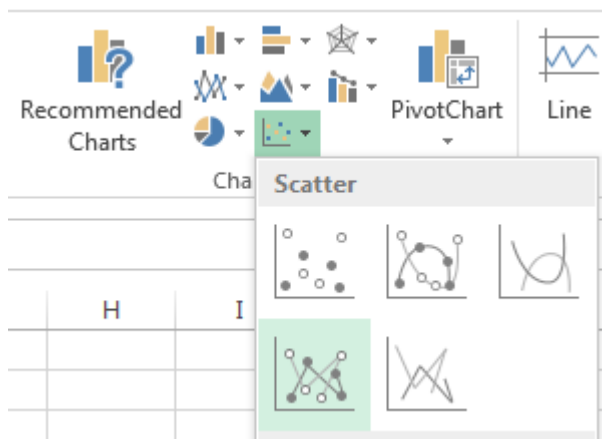 Recommended
Charts
PivotChart
Line
Cha
Scatter
H
I